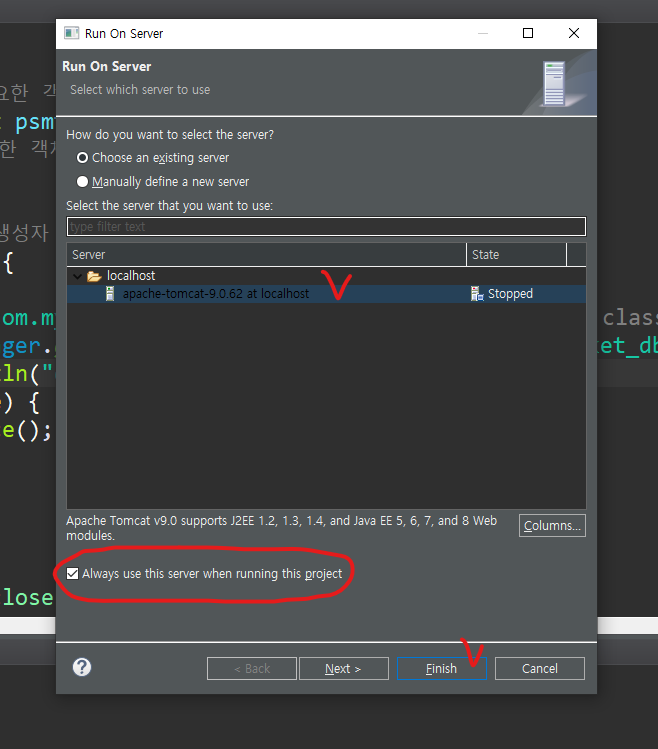 Run On Server
Run On Server
Select which server to use
요한 객
psm
한 객체
How do you want to select the server?
Choose an existing server
Manually define a new server
Select the server that you want to use:
생성자
type filter text
{
Server
State
localhost
apache-tomcat-9.0.62 at localhost
Stopped
om.my
class
ger.
ket_db
tln("
) {
e();
Apache Tomcat v9.0 supports J2EE 1.2, 1.3, 1.4, and Java EE 5, 6, 7, and 8 Web
modules.
Columns...
Always use this server when running this project
lose
< Back
Next >
Finish
Cancel